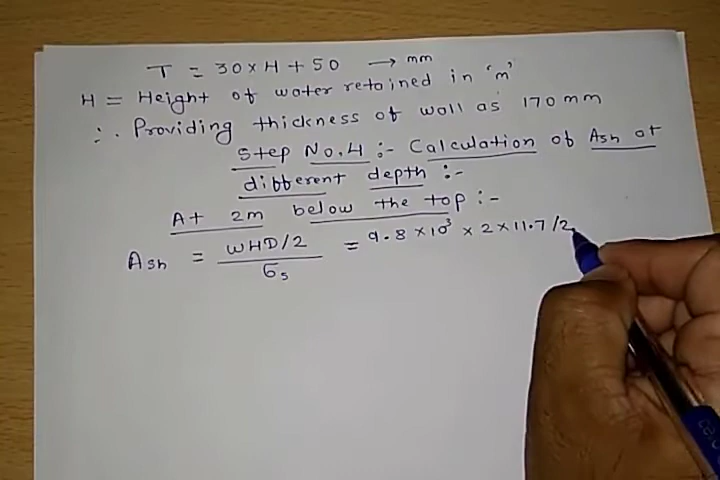 T = 30 × H + 50 → mm
H = Height of water retained in 'm'
∴ Providing thickness of wall as 170 mm
Step No. 4 :- Calculation of Ash at
different depth :-
At 2m below the top :-
Ash = WHD/2 / σs = 9.8 × 10³ × 2 × 11.7 / 2